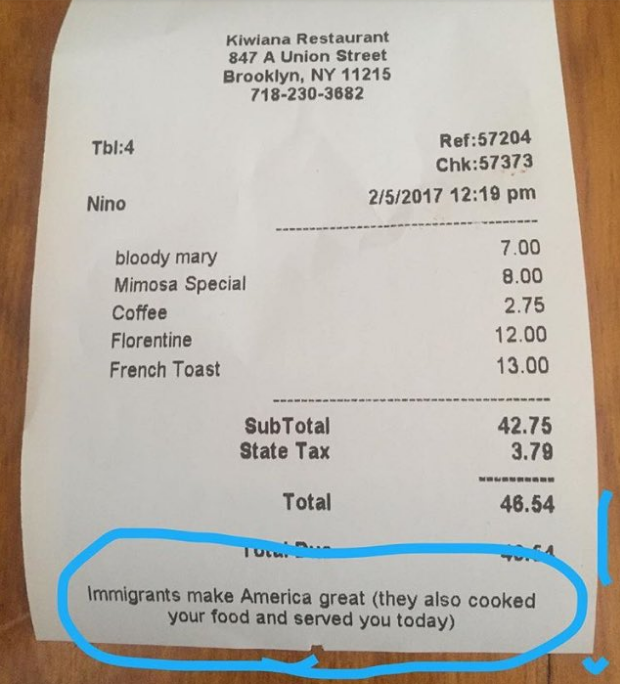 Kiwiana Restaurant
847 A Union Street
Brooklyn, NY 11215
718-230-3682
Tbl:4 Ref:57204
Chk:57373
Nino 2/5/2017 12:19 pm
bloody mary 7.00
Mimosa Special 8.00
Coffee 2.75
Florentine 12.00
French Toast 13.00
SubTotal 42.75
State Tax 3.79
Total 46.54
Total
Immigrants make America great (they also cooked
your food and served you today)